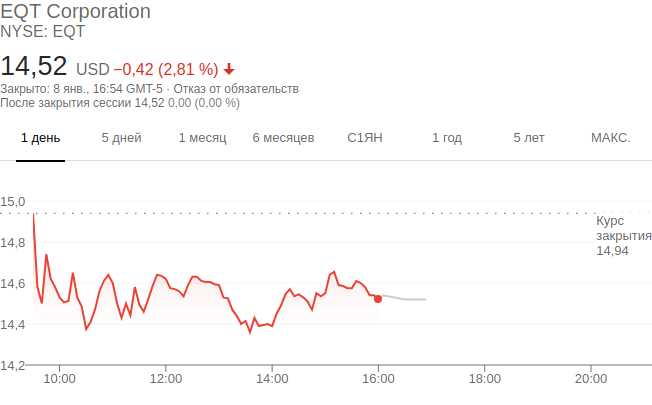 EQT Corporation
NYSE: EQT
14,52 USD −0,42 (2,81 %)
Закрыто: 8 янв., 16:54 GMT-5 · Отказ от обязательств
После закрытия сессии 14,52 0,00 (0,00 %)
1 день 5 дней 1 месяц 6 месяцев С1ЯН 1 год 5 лет МАКС.
15,0
Курс
закрытия
14,94
14,8
14,6
14,4
14,2
10:00 12:00 14:00 16:00 18:00 20:00